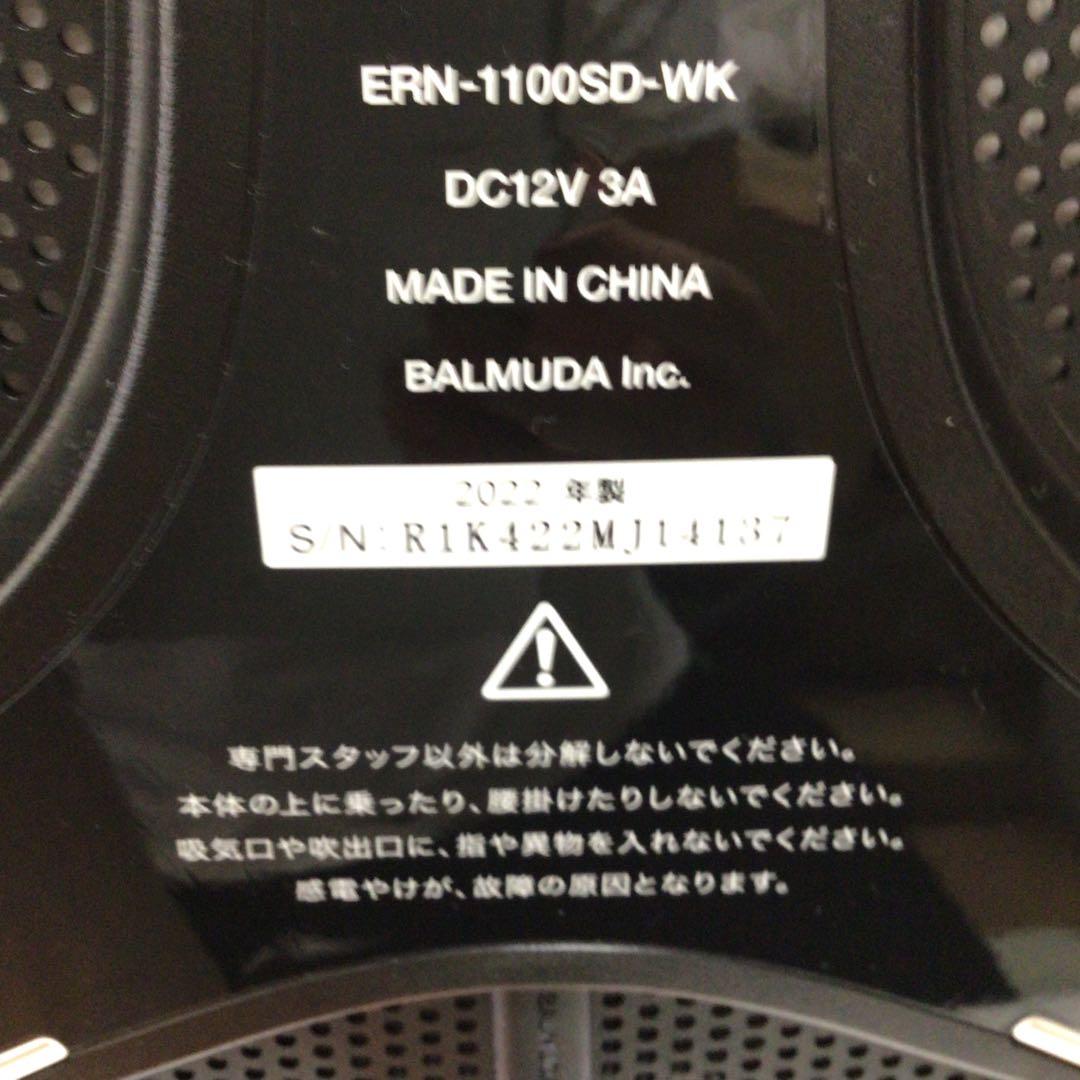 ERN-1100SD-WK
DC12V 3A
MADE IN CHINA
BALMUDA Inc.
2022 年製
S/N:R1K422MJ14137
専門スタッフ以外は分解しないでください。
本体の上に乗ったり、腰掛けたりしないでください。
吸気口や吹出口に、指や異物を入れないでください。
感電やけが、故障の原因となります。